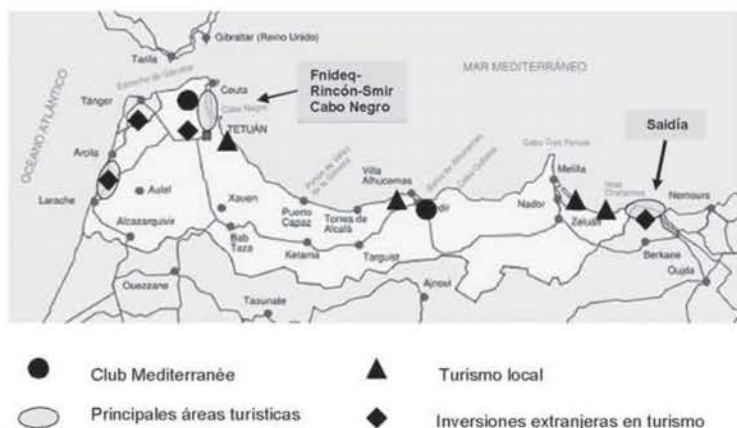 Gibraltar (Reino Unido)
Tarifa
Estrecho de Gibraltar
MAR MEDITERRÁNEO
Fnideq-
Rincón-Smir
Cabo Negro
Ceuta
Tánger
Cabo Negro
Saidía
OCEANO ATLÁNTICO
TETUÁN
Arcila
Cabo Tres Forcas
Villa
Alhucemas
Melilla
Larache
Xauen
Puerto
Capaz
Torres de
Alcalá
Nador
Zeluán
Nemours
Alcazarquivir
Bab
Taza
Ketama
Targuist
Berkane
Oujda
Ouezzane
Ajnoul
Club Mediterranée
Turismo local
Principales áreas turísticas
Inversiones extranjeras en turismo